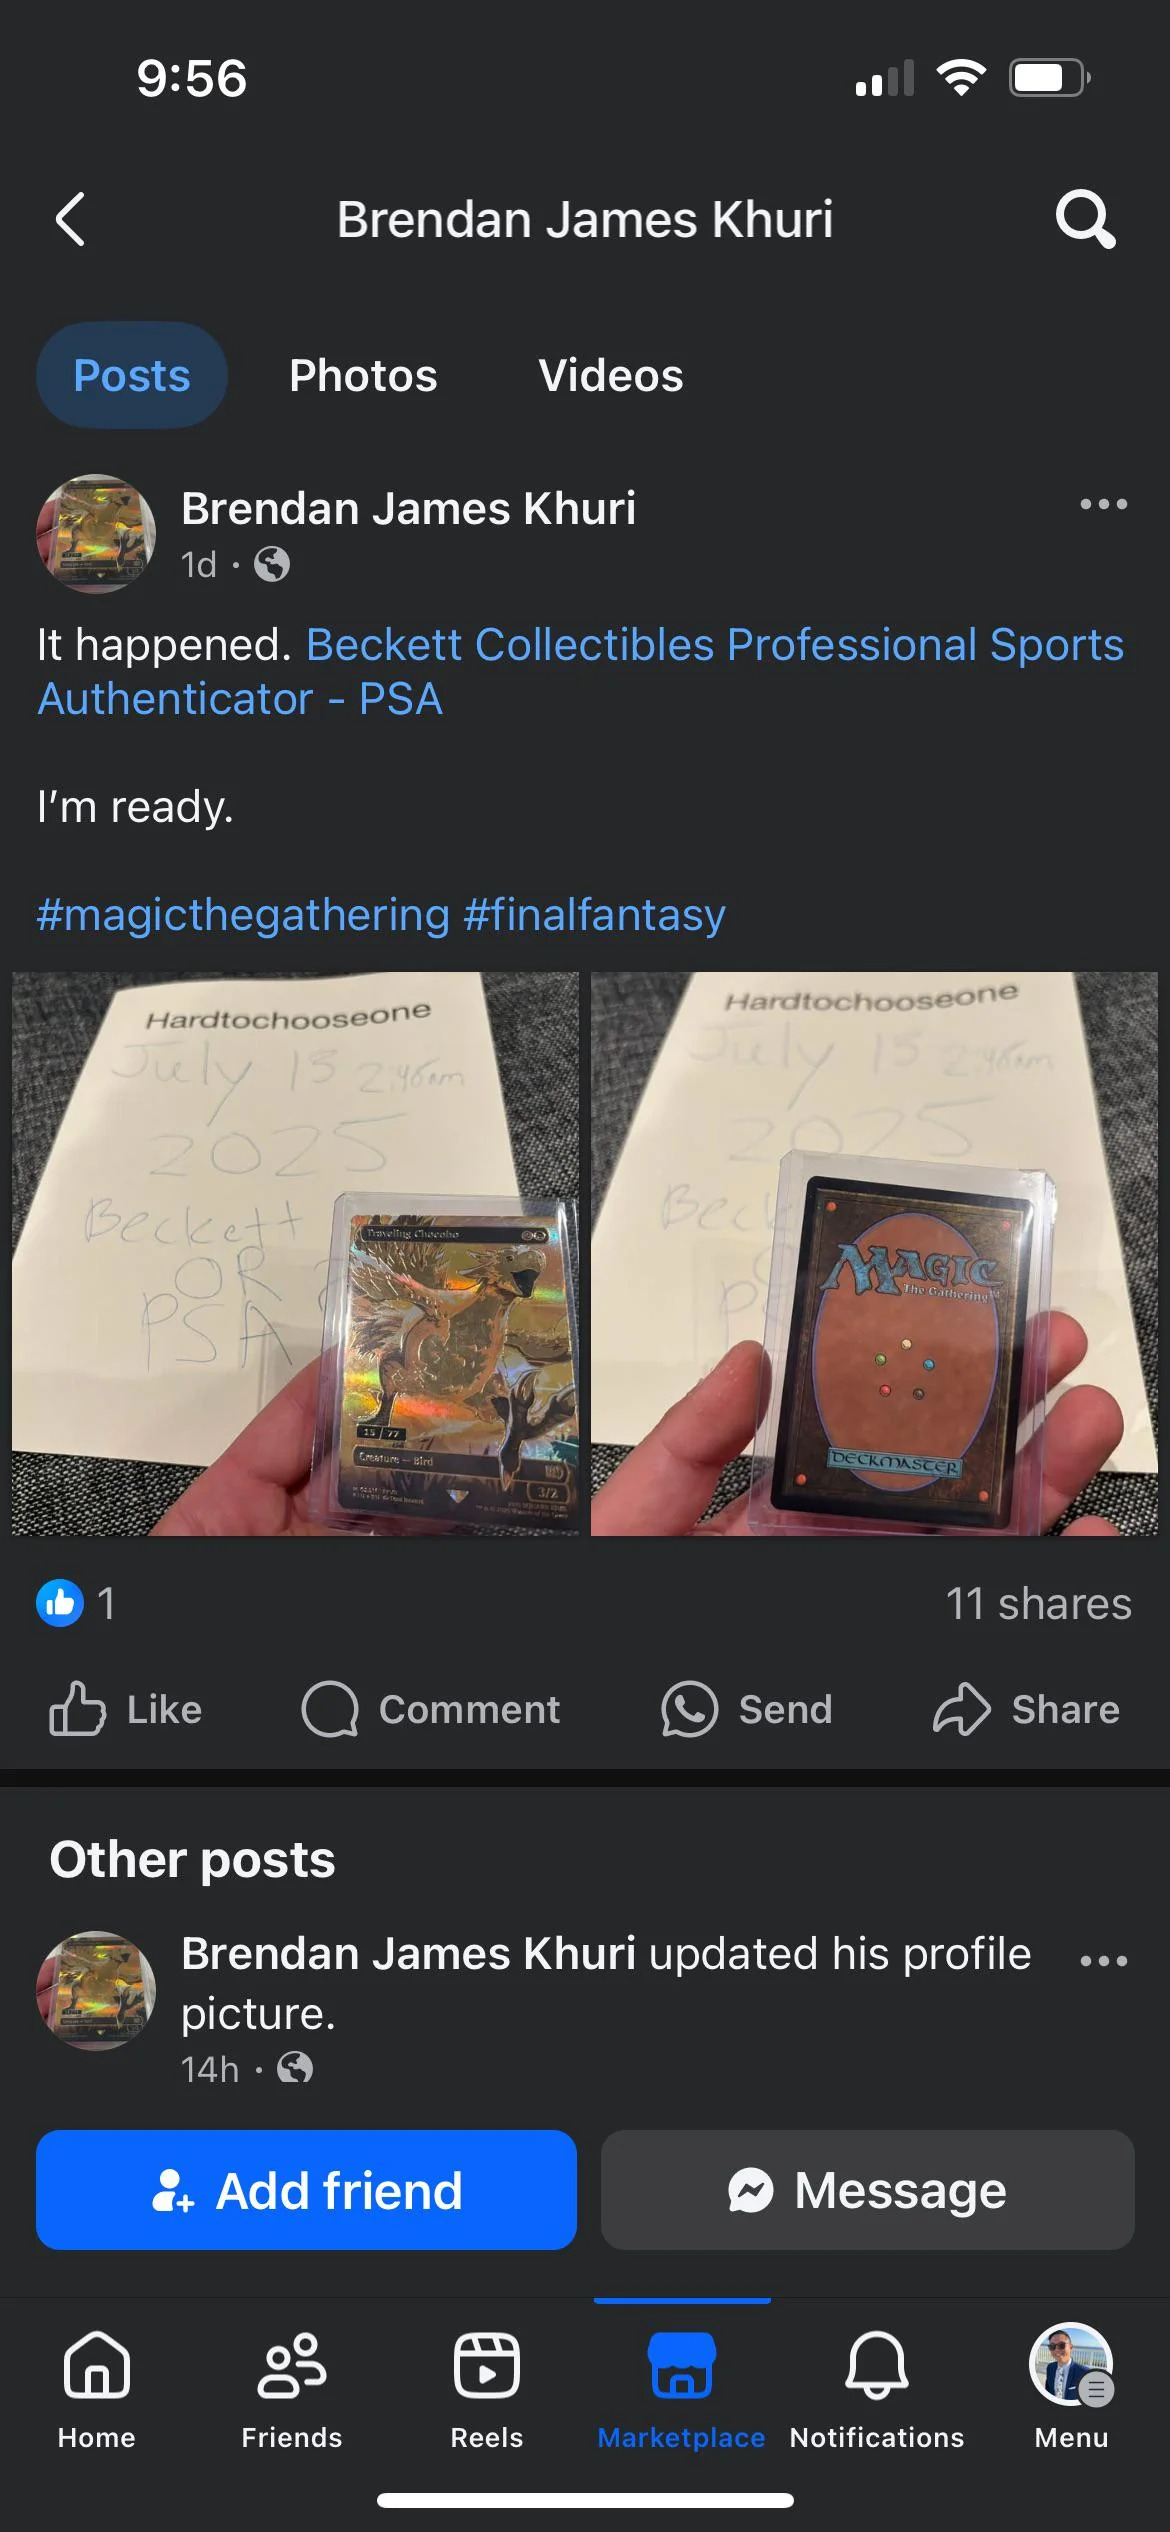 9:56
Brendan James Khuri
Posts Photos Videos
Brendan James Khuri
1d ·
It happened. Beckett Collectibles Professional Sports
Authenticator - PSA
I'm ready.
#magicthegathering #finalfantasy
Hardtochooseone
July 15 2:46am
2025
Beckett
OR
PSA
Traveling Chocobo
15 / 77
Creature — Bird
3/2
Hardtochooseone
July 15 2:46am
2025
Beck
MAGIC
The Gathering
DECKMASTER
1
11 shares
Like Comment Send Share
Other posts
Brendan James Khuri updated his profile
picture.
14h ·
Add friend Message
Home Friends Reels Marketplace Notifications Menu